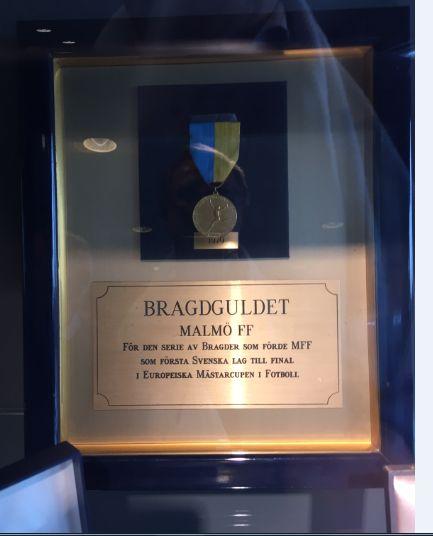 1979
BRAGDGULDET
MALMÖ FF
FÖR DEN SERIE AV BRAGDER SOM FÖRDE MFF
SOM FÖRSTA SVENSKA LAG TILL FINAL
I EUROPEISKA MÄSTARCUPEN I FOTBOLL